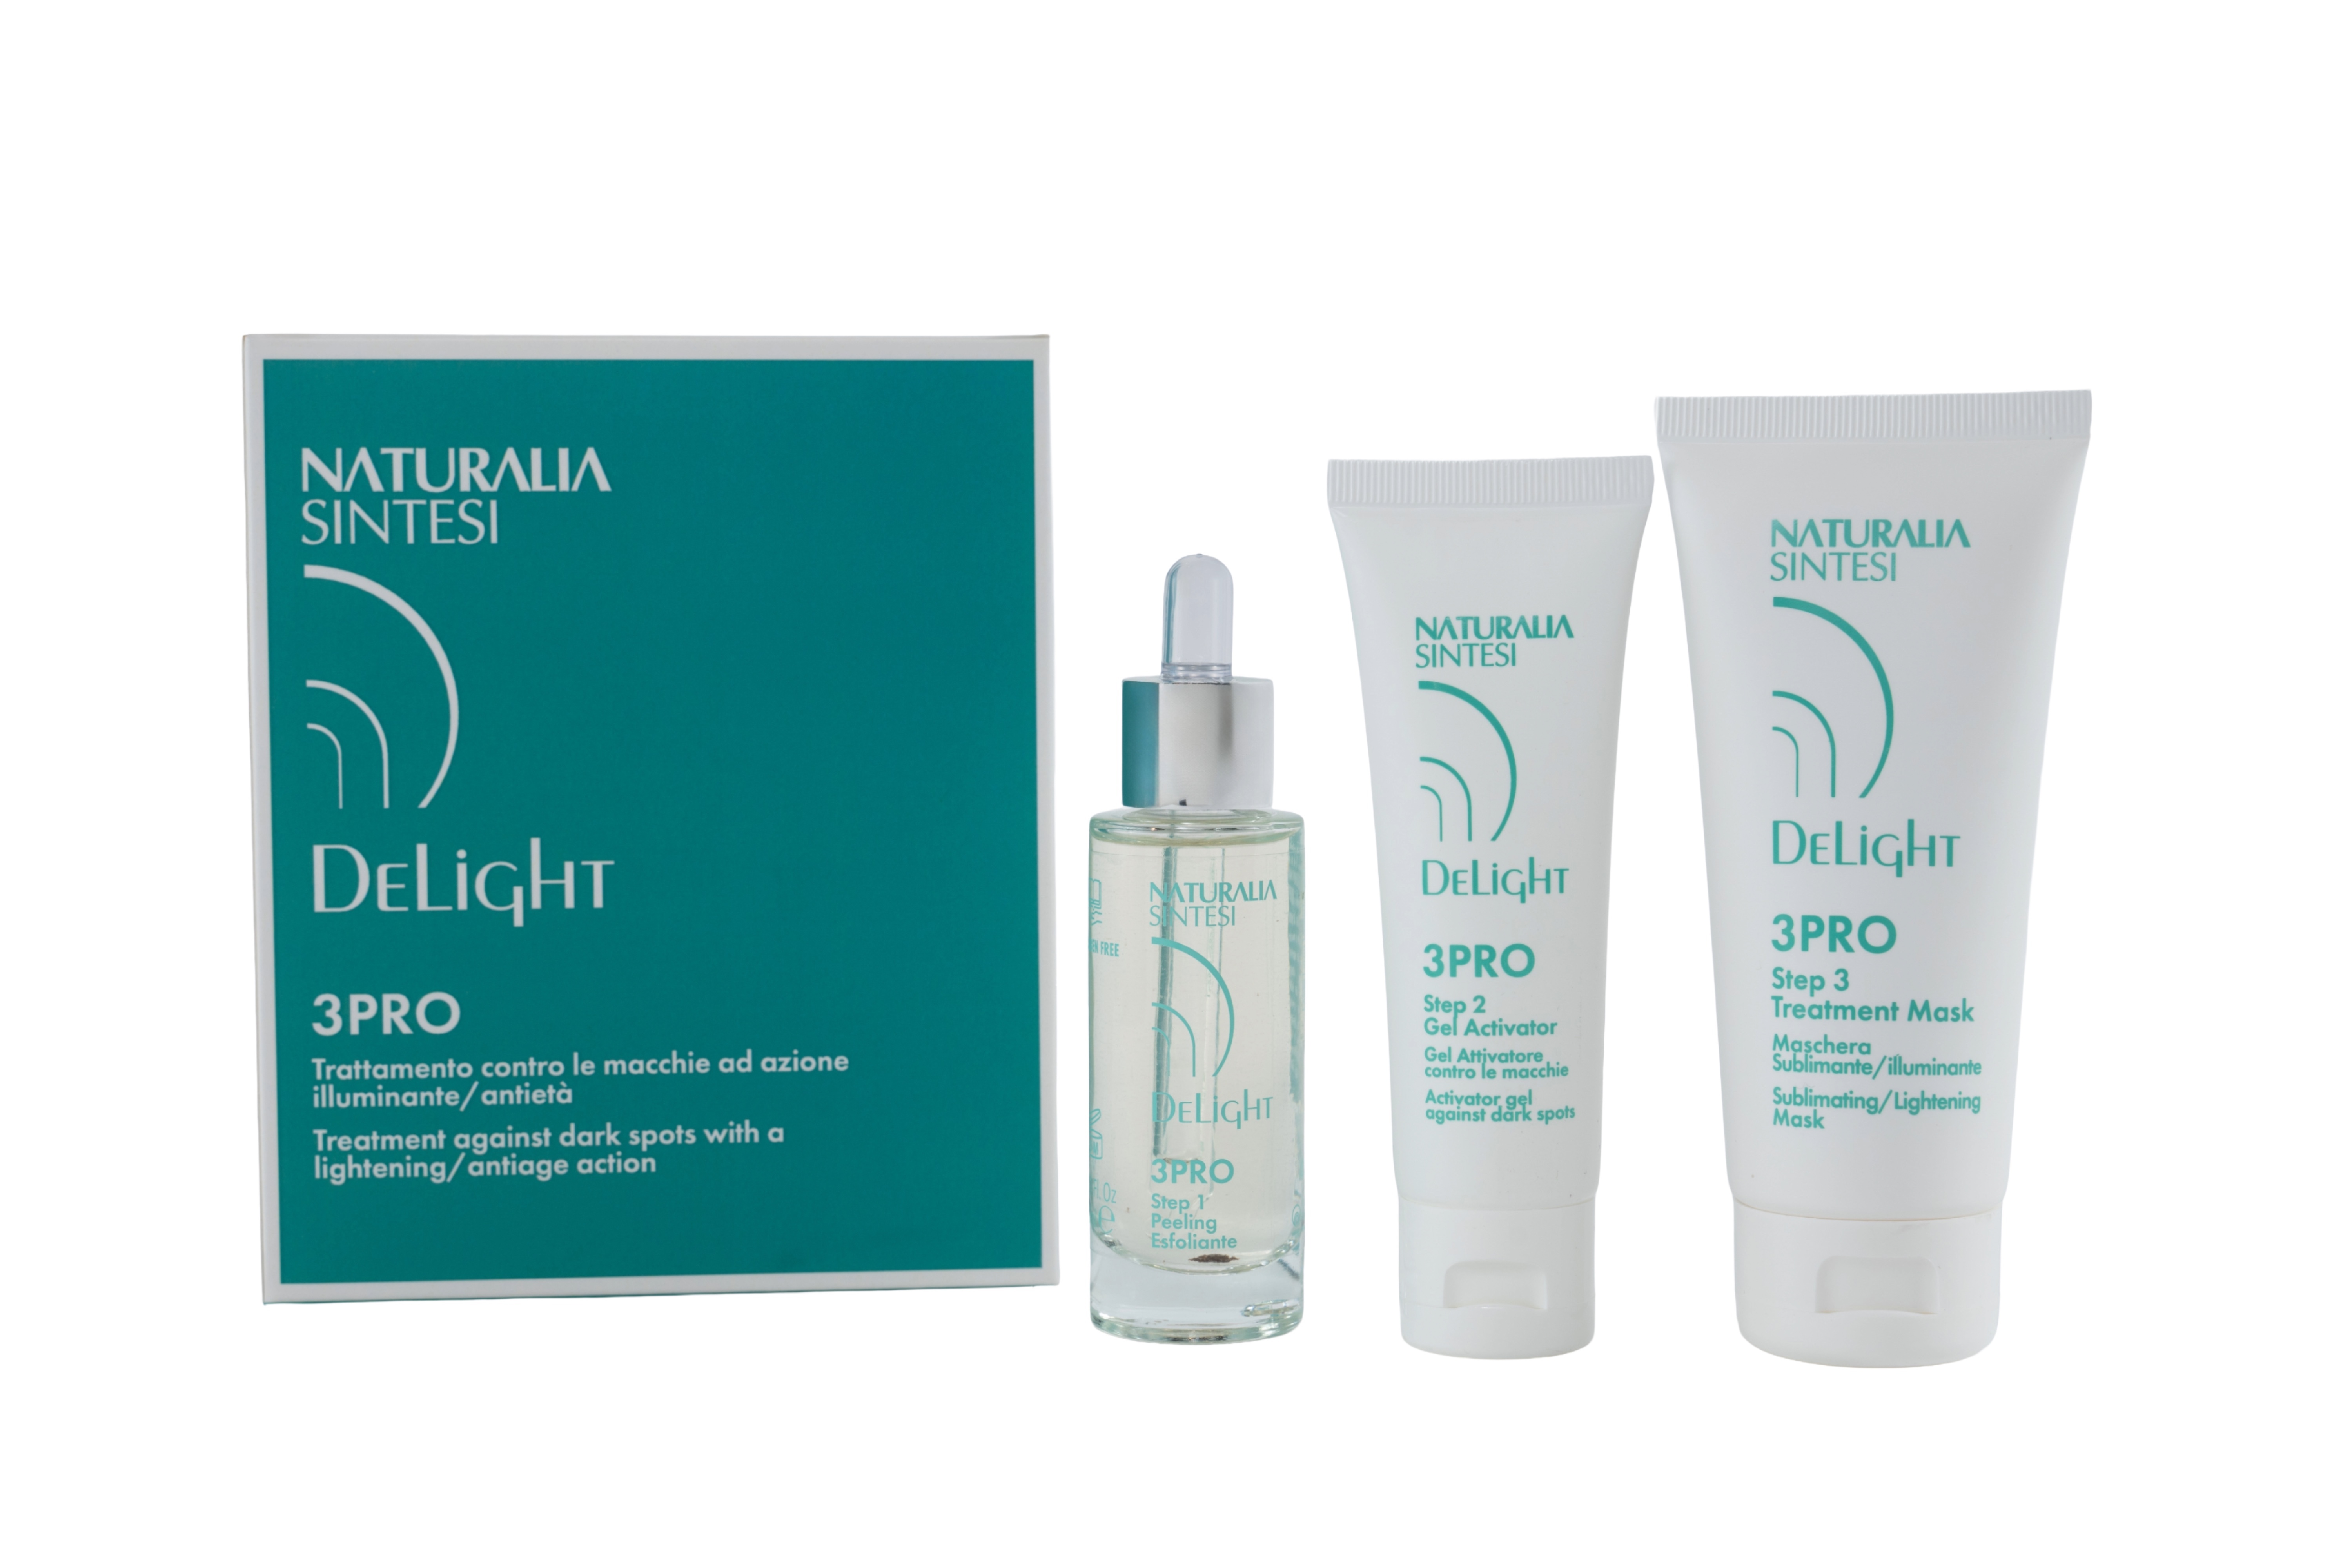 NATURALIA
SINTESI
DELigHT
3PRO
Trattamento contro le macchie ad azione
illuminante/antietà
Treatment against dark spots with a
lightening/antiage action
NATURALIA
SINTESI
DELigHT
3PRO
Step 1
Peeling
Esfoliante
FREE
FL Oz
e
NATURALIA
SINTESI
DELigHT
3PRO
Step 2
Gel Activator
Gel Attivatore
contro le macchie
Activator gel
against dark spots
NATURALIA
SINTESI
DELigHT
3PRO
Step 3
Treatment Mask
Maschera
Sublimante/illuminante
Sublimating/Lightening
Mask